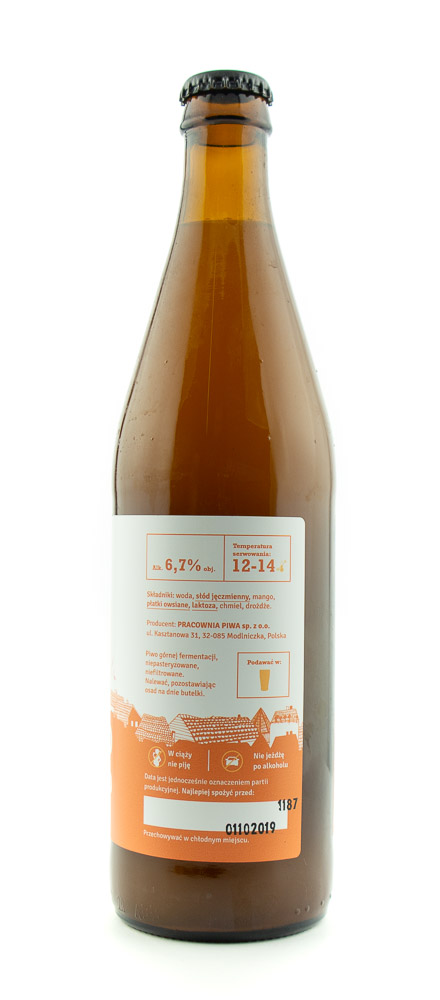 Alk. 6,7% obj.
Temperatura
serwowania:
12-14
Składniki: woda, słód jęczmienny, mango,
płatki owsiane, laktoza, chmiel, drożdże.
Producent: PRACOWNIA PIWA sp. z o.o.
ul. Kasztanowa 31, 32-085 Modlniczka, Polska
Piwo górnej fermentacji,
niepasteryzowane,
niefiltrowane.
Nalewać, pozostawiając
osad na dnie butelki.
Podawać w:
W ciąży
nie piję
Nie jeżdżę
po alkoholu
Data jest jednocześnie oznaczeniem partii
produkcyjnej. Najlepiej spożyć przed:
1187
01102019
Przechowywać w chłodnym miejscu.